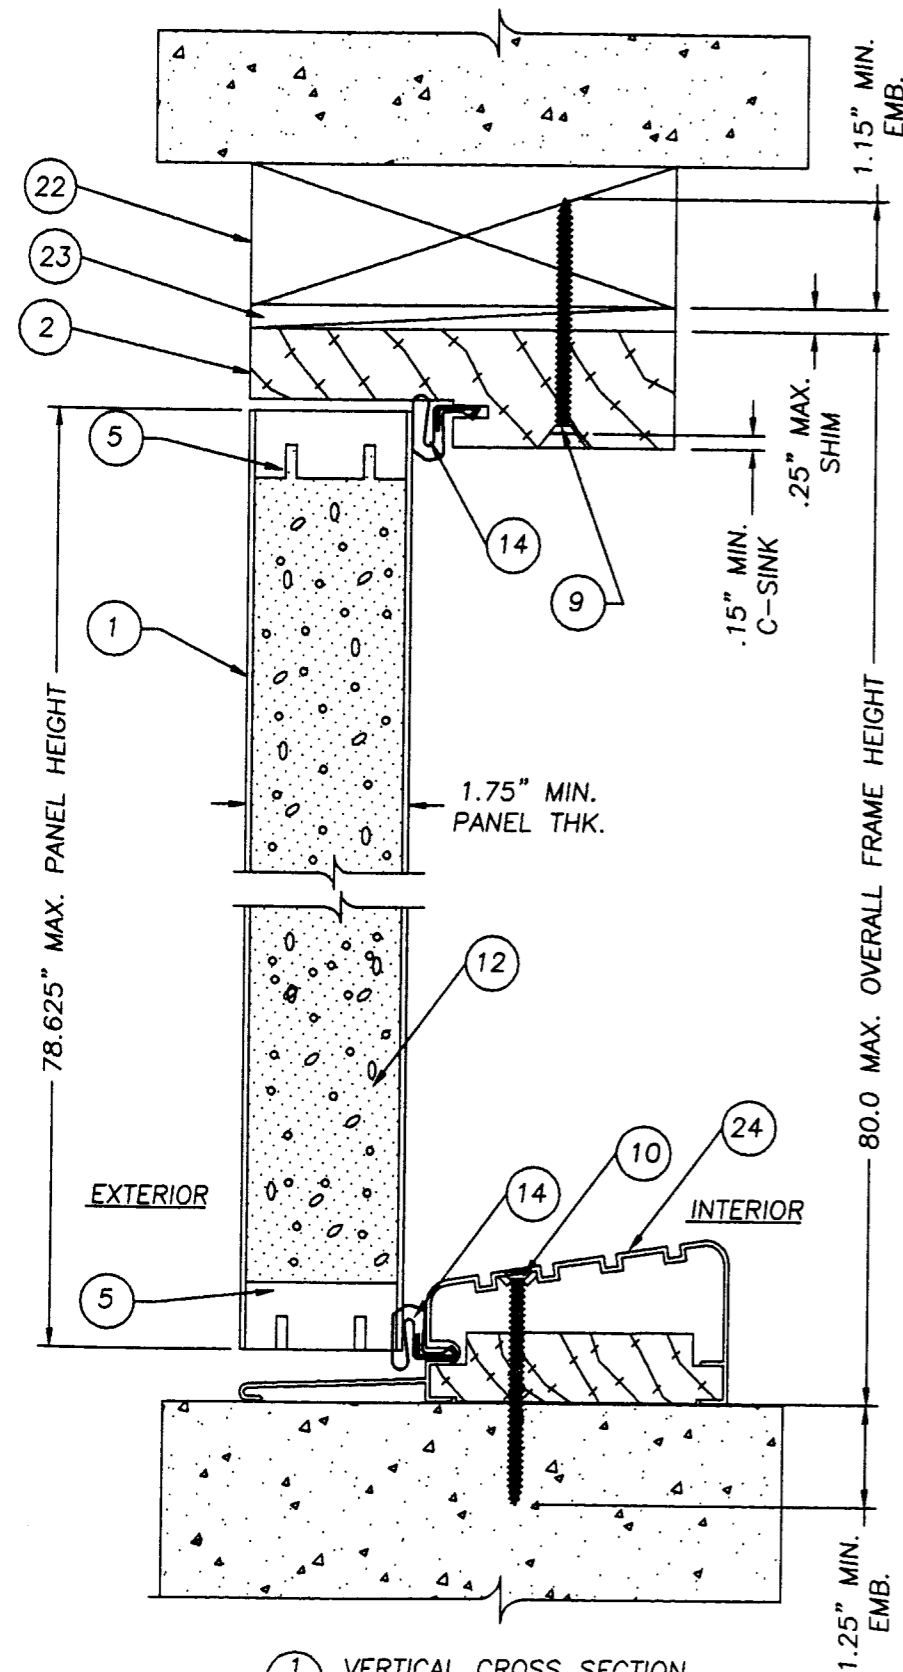 1.15" MIN.
EMB.
22
23
2
5
14
9
.25" MAX.
SHIM
.15" MIN.
C-SINK
1
78.625" MAX. PANEL HEIGHT
1.75" MIN.
PANEL THK.
80.0 MAX. OVERALL FRAME HEIGHT
12
10
24
14
EXTERIOR
INTERIOR
5
1.25" MIN.
EMB.
1 VERTICAL CROSS SECTION